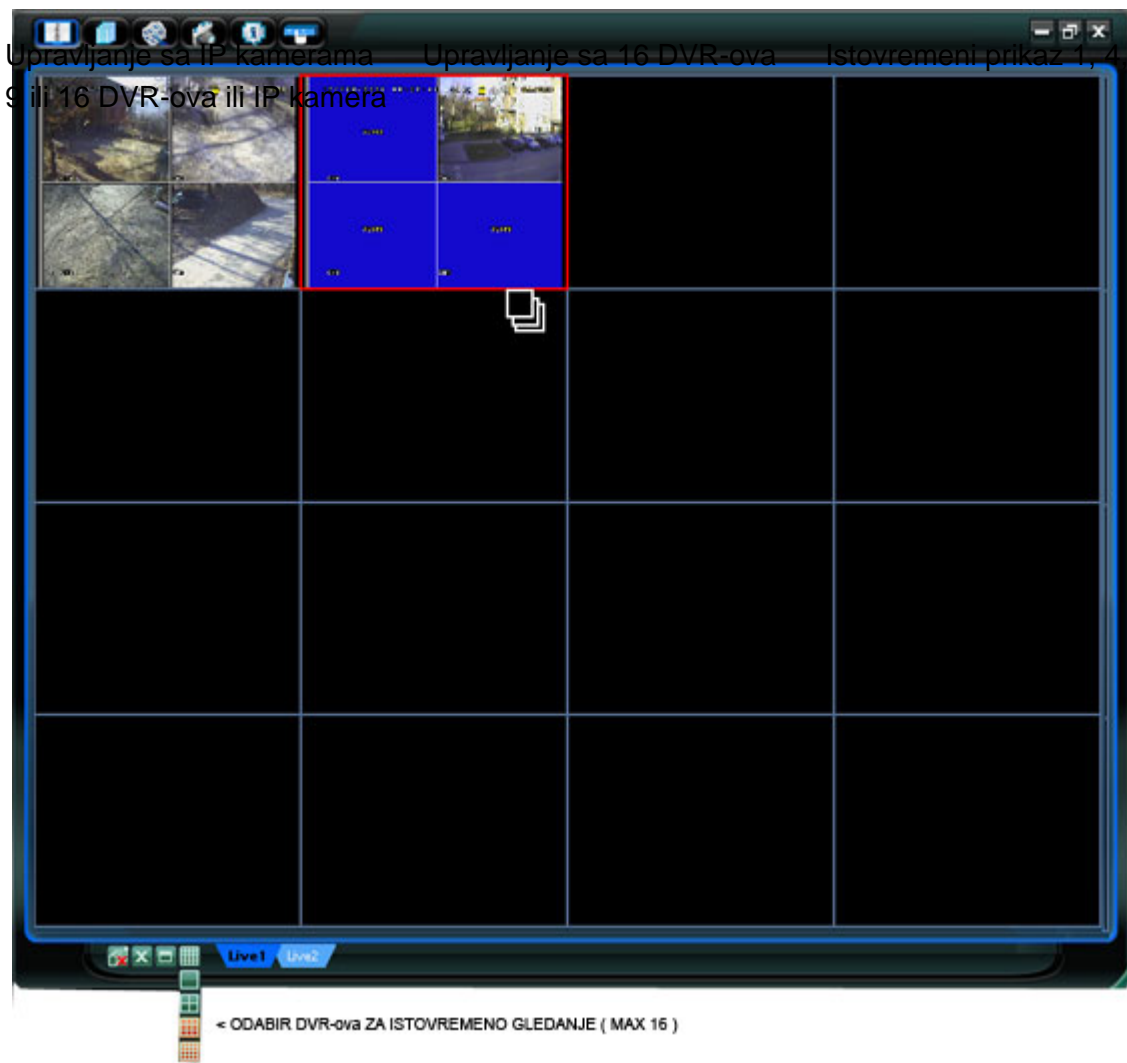 Upravljanje sa IP kamerama Upravljanje sa 16 DVR-ova Istovremeni prikaz 1, 4
9 ili 16 DVR-ova ili IP kamera
Live1 Live2
< ODABIR DVR-ova ZA ISTOVREMENO GLEDANJE ( MAX 16 )